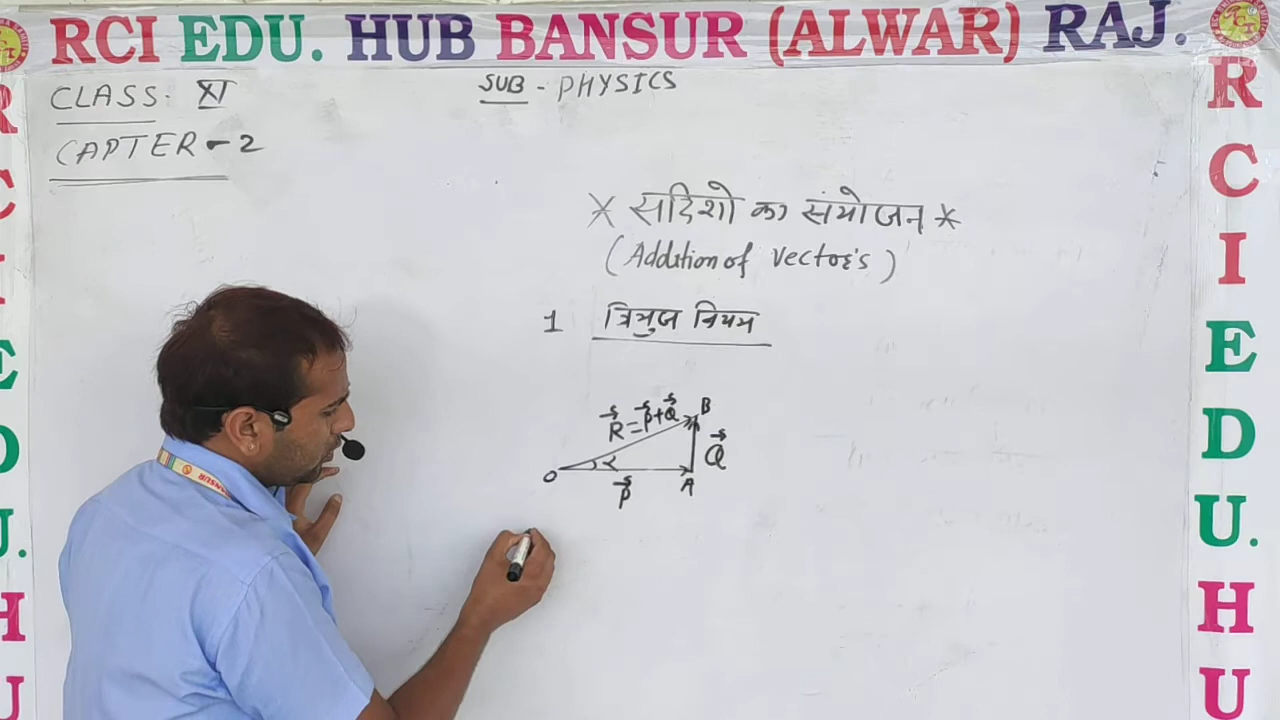 RCI EDU. HUB BANSUR (ALWAR) RAJ.
CLASS- XI
SUB - PHYSICS
CAPTER - 2
* सदिशो का संयोजन *
(Addition of vector's)
1 त्रिभुज नियम
R⃗ = P⃗ + Q⃗
B
Q⃗
O
α
P⃗
A
BANSUR
R
C
I
E
D
U.
H
U
R
C
I
E
D
U.
H
U